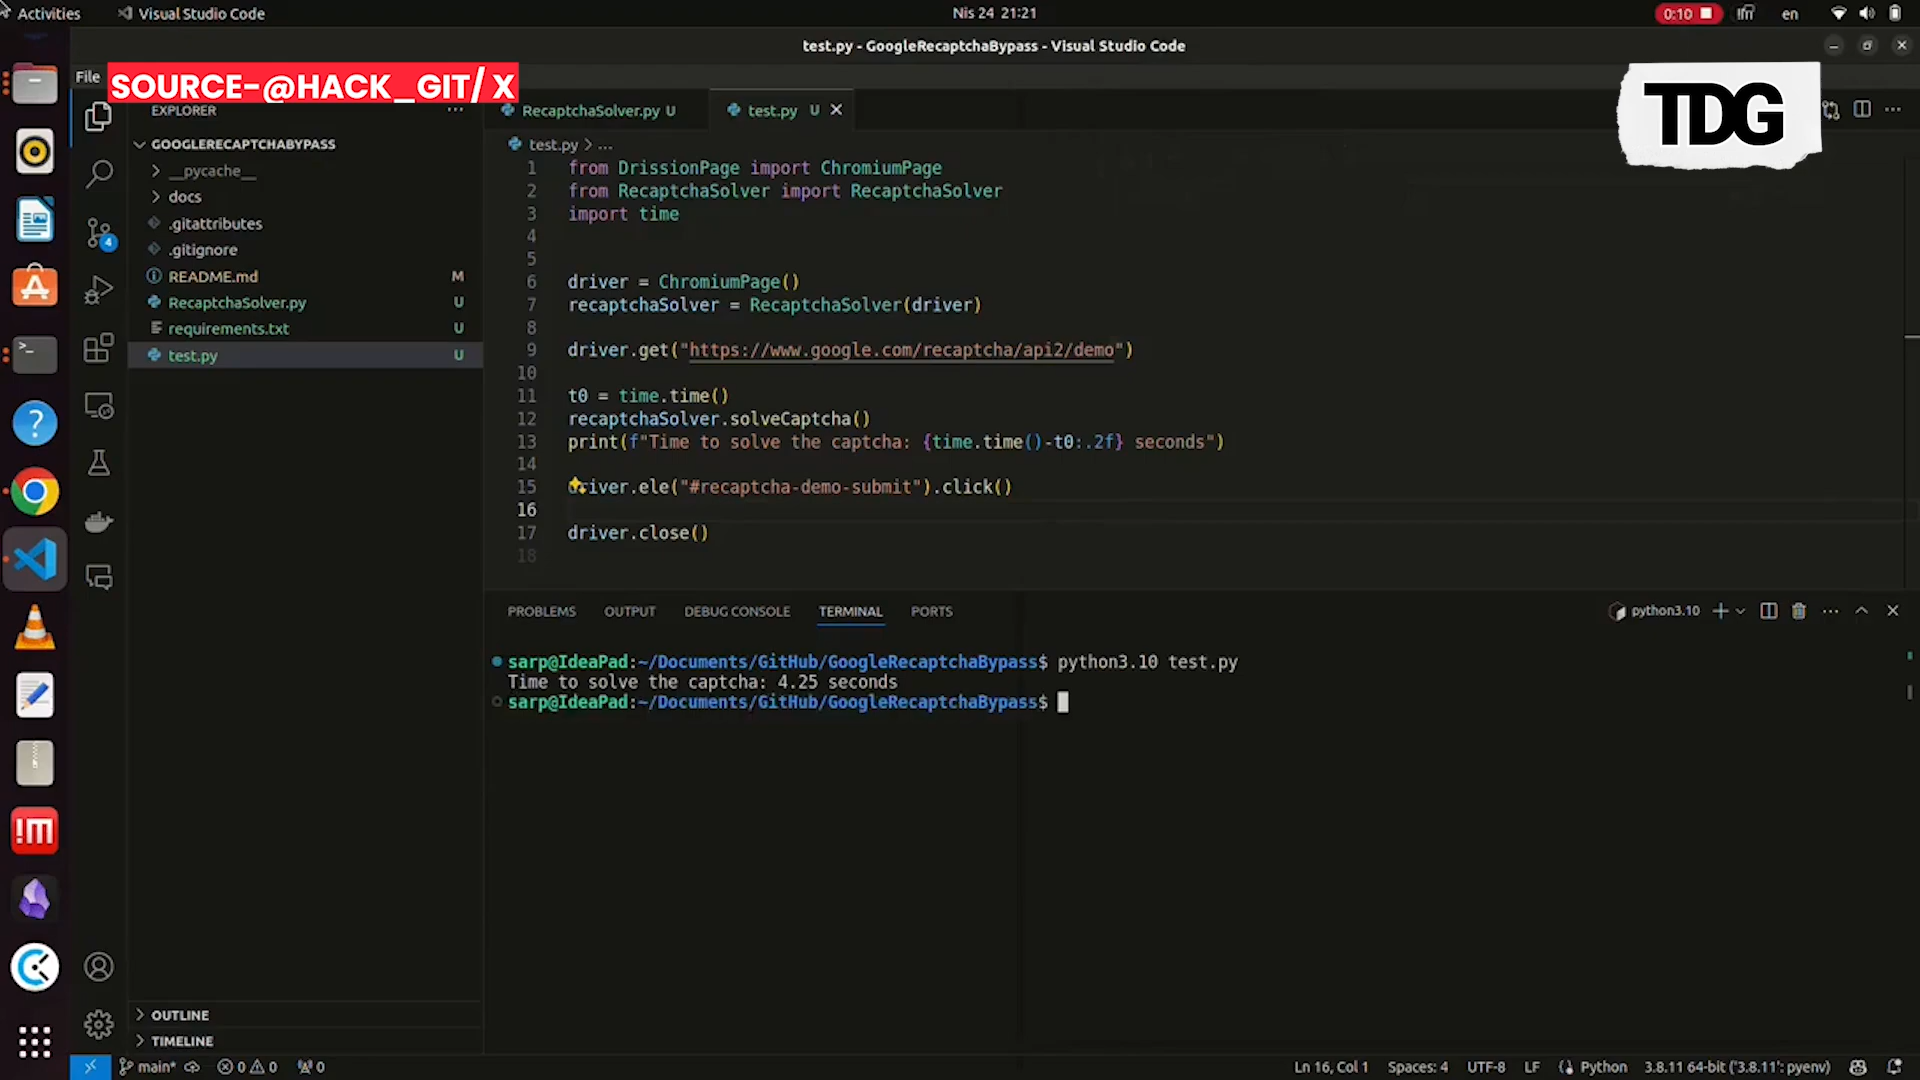 Activities
Visual Studio Code
Nis 24 21:21
0:10
en
test.py - GoogleRecaptchaBypass - Visual Studio Code
File
SOURCE-@HACK_GIT/ X
TDG
EXPLORER
RecaptchaSolver.py U
test.py U
GOOGLERECAPTCHABYPASS
__pycache__
docs
.gitattributes
.gitignore
README.md M
RecaptchaSolver.py U
requirements.txt U
test.py U
4
test.py > ...
1 from DrissionPage import ChromiumPage
2 from RecaptchaSolver import RecaptchaSolver
3 import time
4
5
6 driver = ChromiumPage()
7 recaptchaSolver = RecaptchaSolver(driver)
8
9 driver.get("https://www.google.com/recaptcha/api2/demo")
10
11 t0 = time.time()
12 recaptchaSolver.solveCaptcha()
13 print(f"Time to solve the captcha: {time.time()-t0:.2f} seconds")
14
15 driver.ele("#recaptcha-demo-submit").click()
16
17 driver.close()
18
PROBLEMS OUTPUT DEBUG CONSOLE TERMINAL PORTS
python3.10
sarp@IdeaPad:~/Documents/GitHub/GoogleRecaptchaBypass$ python3.10 test.py
Time to solve the captcha: 4.25 seconds
sarp@IdeaPad:~/Documents/GitHub/GoogleRecaptchaBypass$
OUTLINE
TIMELINE
main* 0 0 0
Ln 16, Col 1 Spaces: 4 UTF-8 LF Python 3.8.11 64-bit ('3.8.11': pyenv)